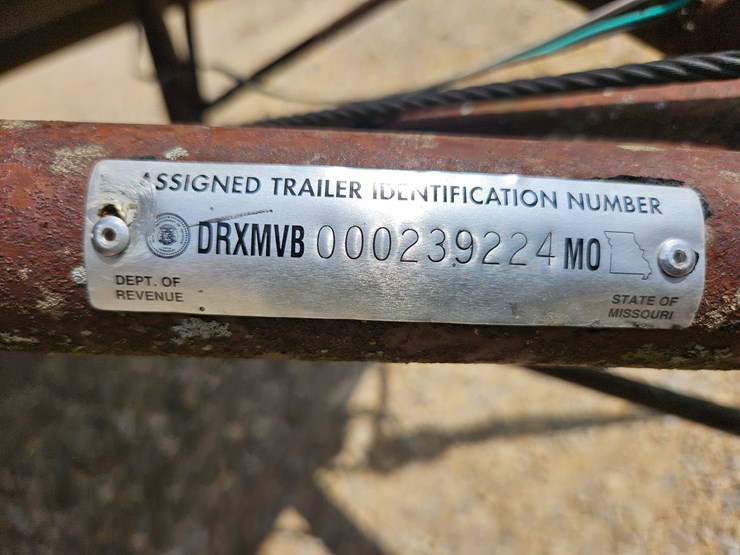 ASSIGNED TRAILER IDENTIFICATION NUMBER
DRXMVB 000239224 MO
DEPT. OF
REVENUE
STATE OF
MISSOURI